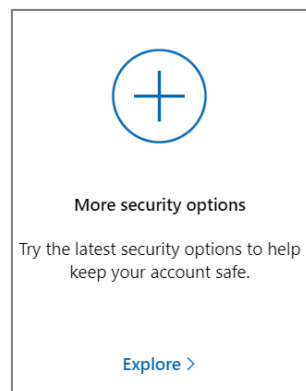 More security options
Try the latest security options to help
keep your account safe.
Explore >